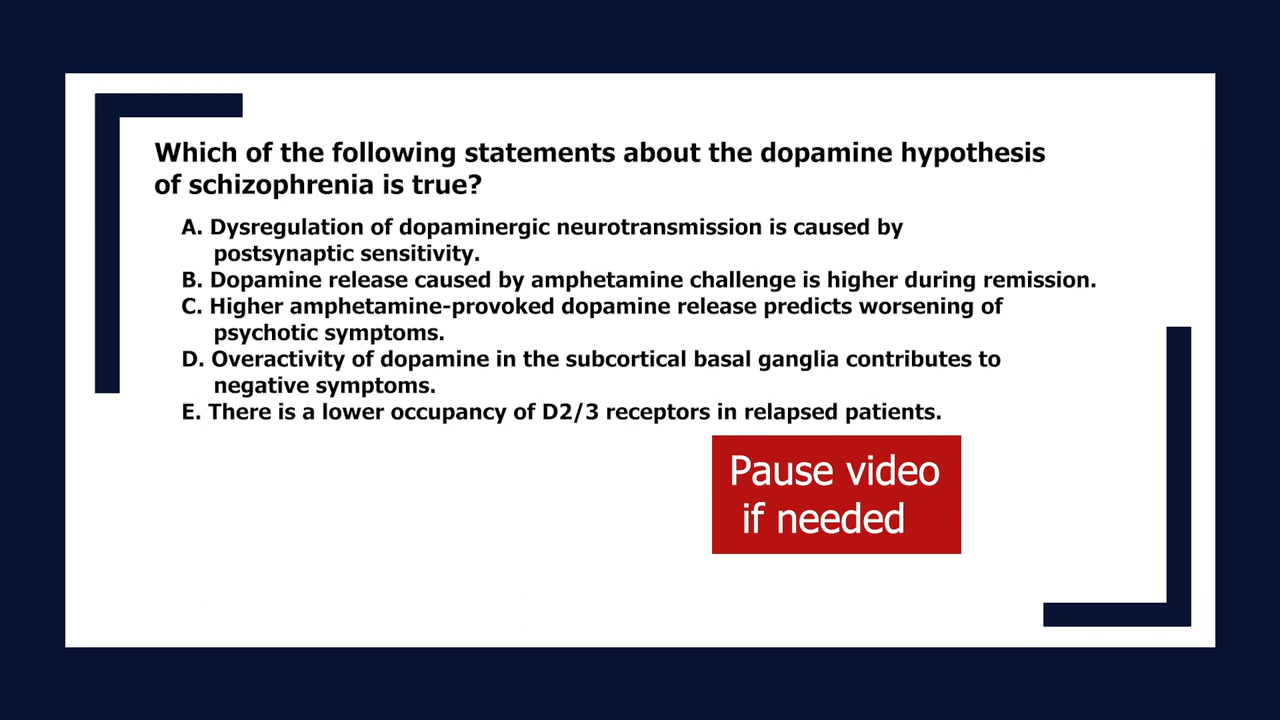 Which of the following statements about the dopamine hypothesis
of schizophrenia is true?
A. Dysregulation of dopaminergic neurotransmission is caused by
postsynaptic sensitivity.
B. Dopamine release caused by amphetamine challenge is higher during remission.
C. Higher amphetamine-provoked dopamine release predicts worsening of
psychotic symptoms.
D. Overactivity of dopamine in the subcortical basal ganglia contributes to
negative symptoms.
E. There is a lower occupancy of D2/3 receptors in relapsed patients.
Pause video
if needed